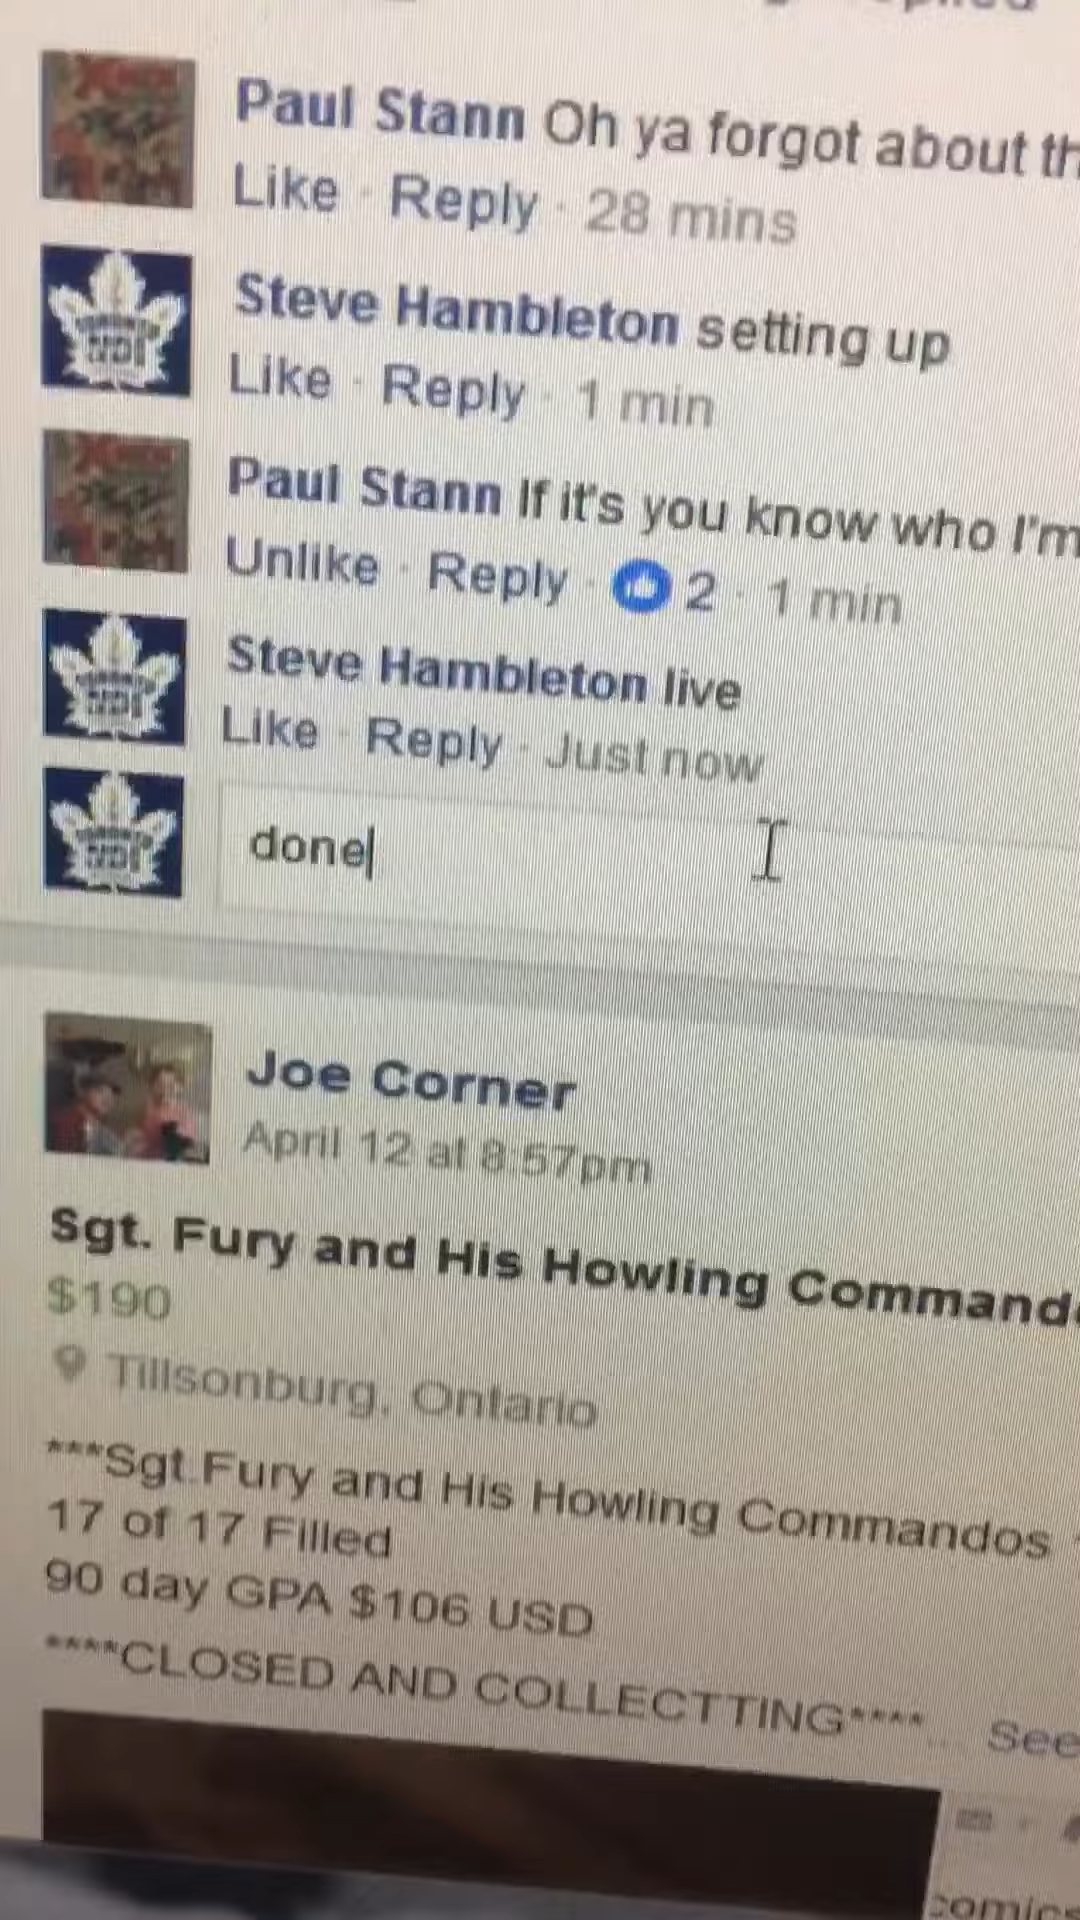 Paul Stann Oh ya forgot about th
Like · Reply · 28 mins
Steve Hambleton setting up
Like · Reply · 1 min
Paul Stann If it's you know who I'm
Unlike · Reply · 2 · 1 min
Steve Hambleton live
Like · Reply · Just now
done
Joe Corner
April 12 at 8:57pm
Sgt. Fury and His Howling Command
$190
Tillsonburg, Ontario
***Sgt.Fury and His Howling Commandos
17 of 17 Filled
90 day GPA $106 USD
****CLOSED AND COLLECTTING**** ... See
comics